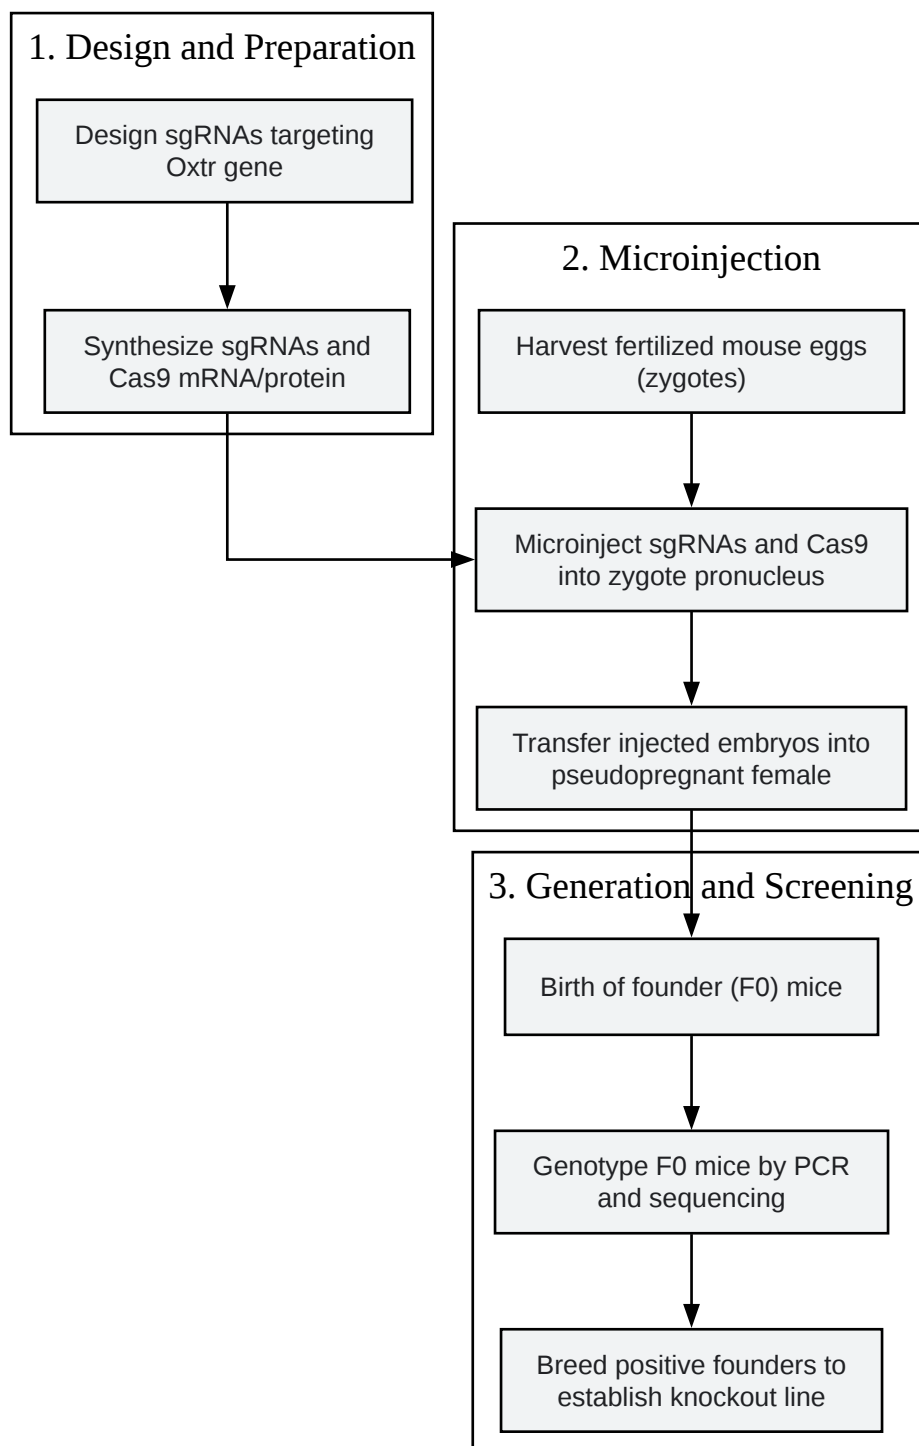 1. Design and Preparation
Design sgRNAs targeting
Oxtr gene
Synthesize sgRNAs and
Cas9 mRNA/protein
2. Microinjection
Harvest fertilized mouse eggs
(zygotes)
Microinject sgRNAs and Cas9
into zygote pronucleus
Transfer injected embryos into
pseudopregnant female
3. Generation and Screening
Birth of founder (F0) mice
Genotype F0 mice by PCR
and sequencing
Breed positive founders to
establish knockout line